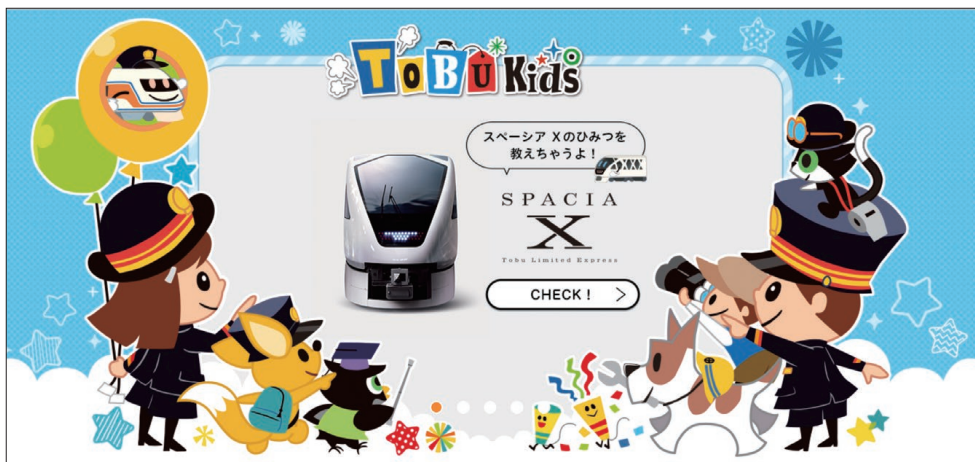 TOBU Kids
スペーシア Xのひみつを
教えちゃうよ！
SPACIA
X
Tobu Limited Express
CHECK！